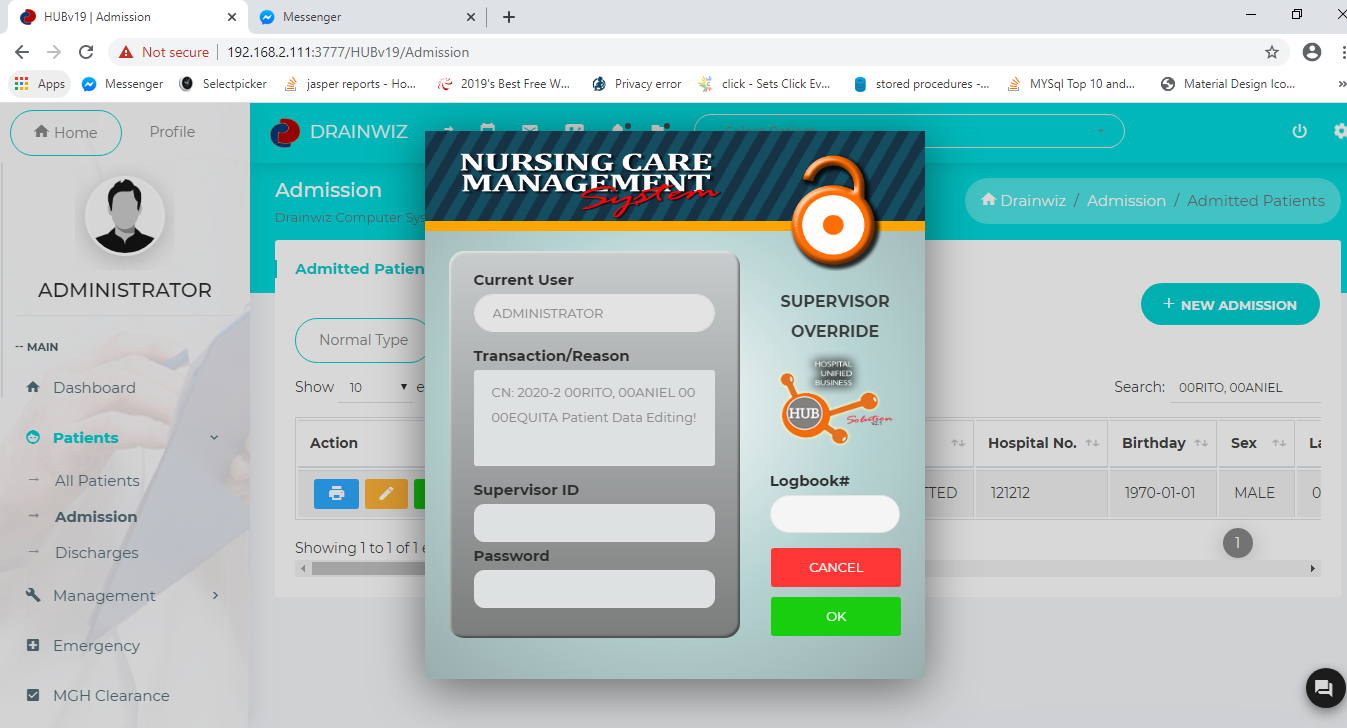 HUBv19 | Admission
Messenger
Not secure
192.168.2.111:3777/HUBv19/Admission
Apps
Messenger
Selectpicker
jasper reports - Ho...
2019's Best Free W...
Privacy error
click - Sets Click Ev...
stored procedures -...
MYSql Top 10 and...
Material Design Ico...
»
Home
Profile
ADMINISTRATOR
-- MAIN
Dashboard
Patients
All Patients
Admission
Discharges
Management
Emergency
MGH Clearance
DRAINWIZ
Admission
Drainwiz Computer Sys
Drainwiz / Admission / Admitted Patients
Admitted Patien
+ NEW ADMISSION
Normal Type
Show 10 e
Search: 00RITO, 00ANIEL
Action
Hospital No.
Birthday
Sex
La
TTED
121212
1970-01-01
MALE
0
Showing 1 to 1 of 1 e
1
NURSING CARE
MANAGEMENT
System
Current User
ADMINISTRATOR
Transaction/Reason
CN: 2020-2 00RITO, 00ANIEL 00
00EQUITA Patient Data Editing!
Supervisor ID
Password
SUPERVISOR
OVERRIDE
HOSPITAL
UNIFIED
BUSINESS
HUB
Solution
Logbook#
CANCEL
OK